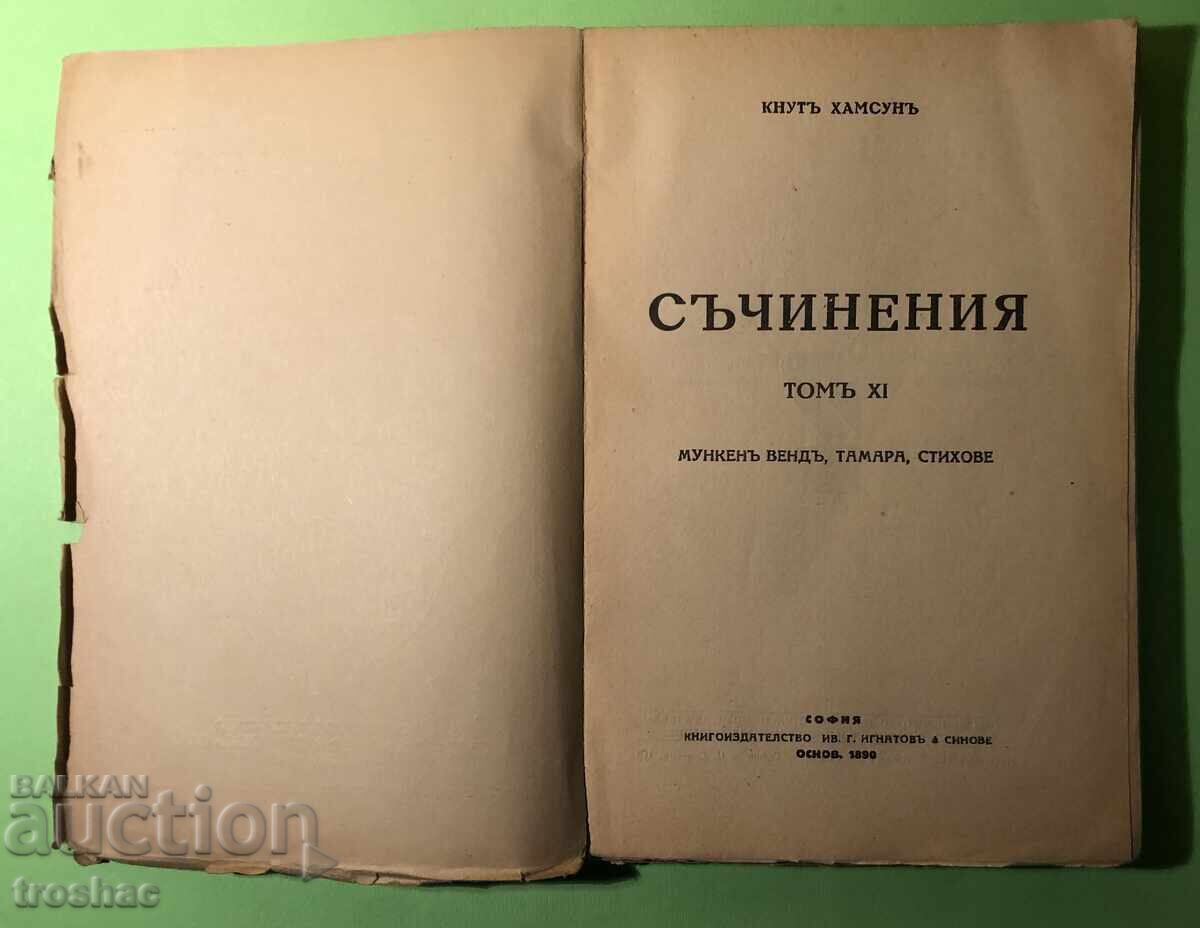 КНУТЪ ХАМСУНЪ
СЪЧИНЕНИЯ
ТОМЪ XI
МУНКЕНЪ ВЕНДЪ, ТАМАРА, СТИХОВЕ
СОФИЯ
КНИГОИЗДАТЕЛСТВО ИВ. Г. ИГНАТОВЪ & СИНОВЕ
ОСНОВ. 1890
BALKAN
auction
troshac